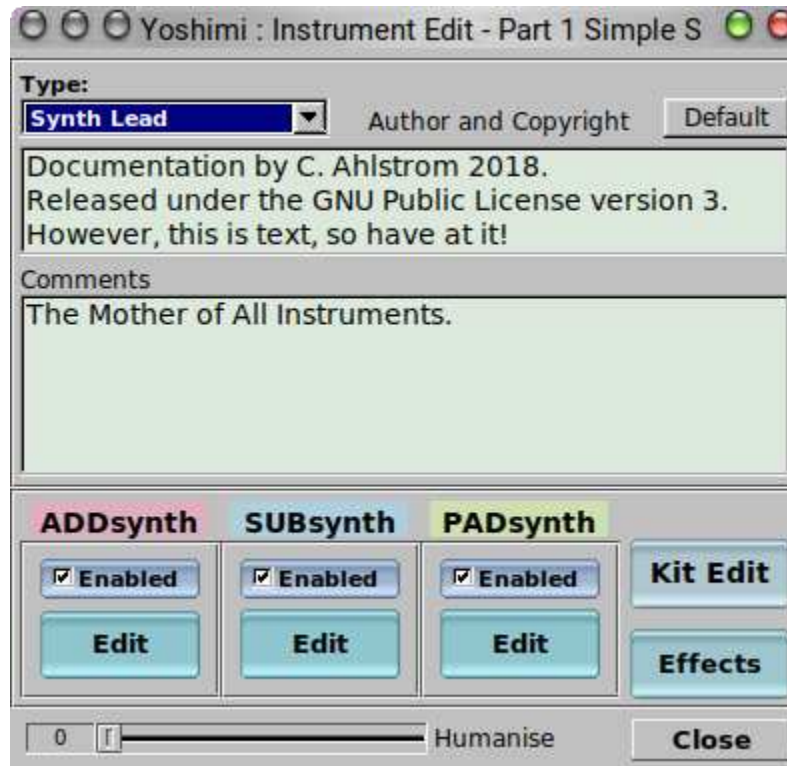 Yoshimi : Instrument Edit - Part 1 Simple S
Type:
Synth Lead
Author and Copyright
Default
Documentation by C. Ahlstrom 2018.
Released under the GNU Public License version 3.
However, this is text, so have at it!
Comments
The Mother of All Instruments.
ADDsynth SUBsynth PADsynth
Enabled Enabled Enabled
Kit Edit
Edit Edit Edit
Effects
0 Humanise Close